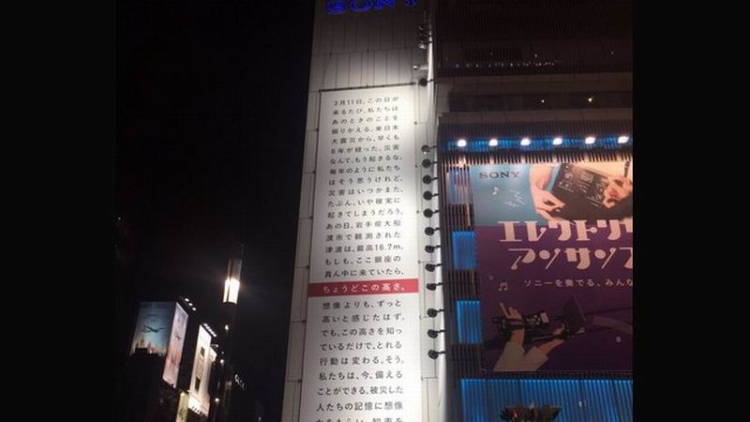 SONY
3月11日。この日が
来るたび、私たちは
あのときのことを
振りかえる。東日本
大震災から、早くも
6年が経った。災害
なんて、もう起きるな。
毎年のように私たち
はそう思うけれど。
災害はいつかまた、
たぶん、いや確実に
起きてしまうだろう。
あの日、岩手県大船
渡市で観測された
津波は、最高16.7m。
もしも、ここ銀座の
真ん中に来ていたら、
ちょうどこの高さ。
想像よりも、ずっと
高いと感じたはず。
でも、この高さを知っ
ているだけで、とれる
行動は変わる。そう。
私たちは、今、備える
ことができる。被災した
人たちの記憶に想像
SONY
エレクトリ
アンサン
ソニーを奏でる、みん